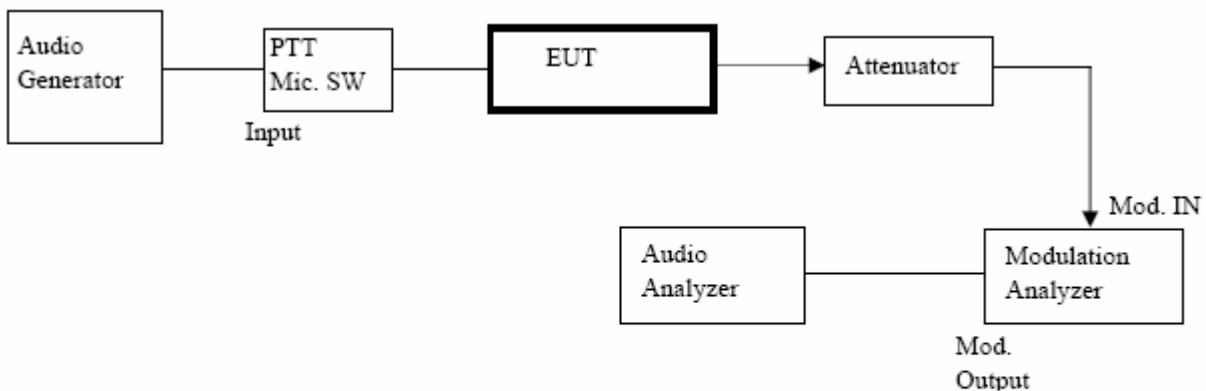 Audio
Generator
PTT
Mic. SW
Input
EUT
Attenuator
Mod. IN
Audio
Analyzer
Modulation
Analyzer
Mod.
Output